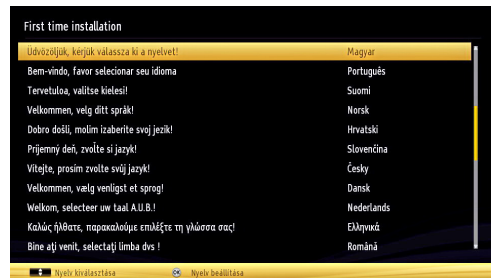 First time installation
Üdvözöljük, kérjük válassza ki a nyelvet! Magyar
Bem-vindo, favor selecionar seu idioma Português
Tervetuloa, valitse kielesi! Suomi
Velkommen, velg ditt språk! Norsk
Dobro došli, molim izaberite svoj jezik! Hrvatski
Príjemný deň, zvoľte si jazyk! Slovenčina
Vítejte, prosím zvolte svůj jazyk! Česky
Velkommen, vælg venligst et sprog! Dansk
Welkom, selecteer uw taal A.U.B.! Nederlands
Καλώς ήλθατε, παρακαλούμε επιλέξτε τη γλώσσα σας! Ελληνικά
Bine aţi venit, selectaţi limba dvs ! Română
Nyelv kiválasztása OK Nyelv beállítása